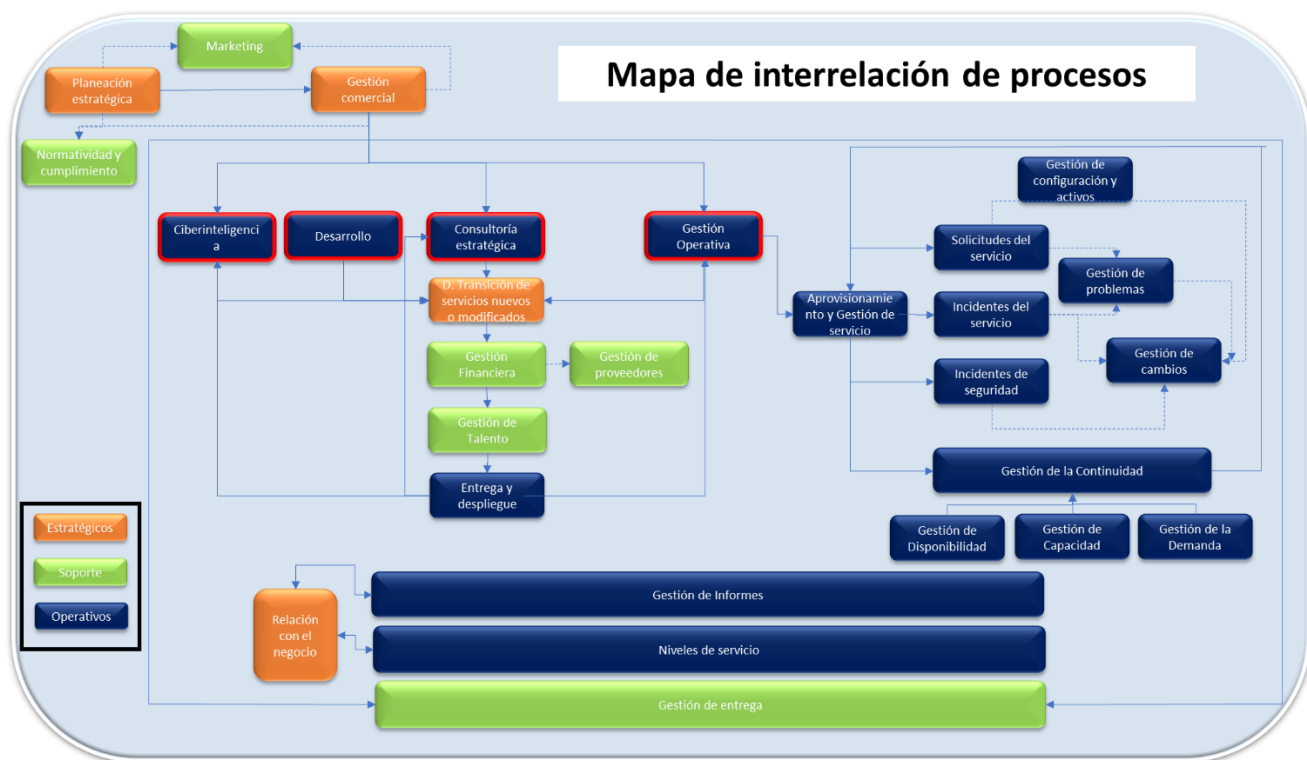 Marketing
Mapa de interrelación de procesos
Planeación
estratégica
Gestión
comercial
Normatividad y
cumplimiento
Gestión de
configuración y
activos
Ciberinteligenci
a
Desarrollo
Consultoría
estratégica
Gestión
Operativa
Solicitudes del
servicio
Gestión de
problemas
D. Transición de
servicios nuevos
o modificados
Aprovisionamie
nto y Gestión de
servicio
Incidentes del
servicio
Gestión
Financiera
Gestión de
proveedores
Gestión de
cambios
Incidentes de
seguridad
Gestión de
Talento
Entrega y
despliegue
Gestión de la Continuidad
Gestión de
Disponibilidad
Gestión de
Capacidad
Gestión de la
Demanda
Estratégicos
Soporte
Operativos
Relación
con el
negocio
Gestión de Informes
Niveles de servicio
Gestión de entrega